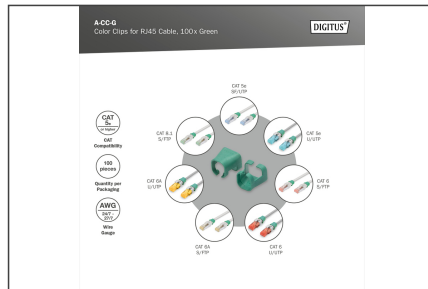 A-CC-G
Color Clips for RJ45 Cable, 100x Green
DIGITUS®
CAT
5e
or higher
CAT
Compatibility
100
pieces
Quantity per
Packaging
AWG
24/7 -
27/7
Wire
Gauge
CAT 5e
SF/UTP
CAT 8.1
S/FTP
CAT 5e
U/UTP
CAT 6A
U/UTP
CAT 6
S/FTP
CAT 6A
S/FTP
CAT 6
U/UTP